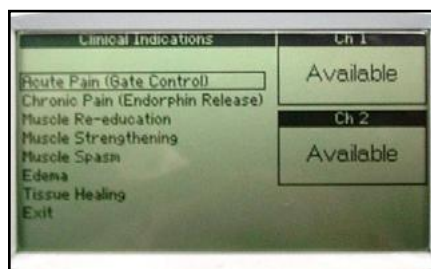 Clinical Indications
Acute Pain (Gate Control)
Chronic Pain (Endorphin Release)
Muscle Re-education
Muscle Strengthening
Muscle Spasm
Edema
Tissue Healing
Exit
Ch 1
Available
Ch 2
Available